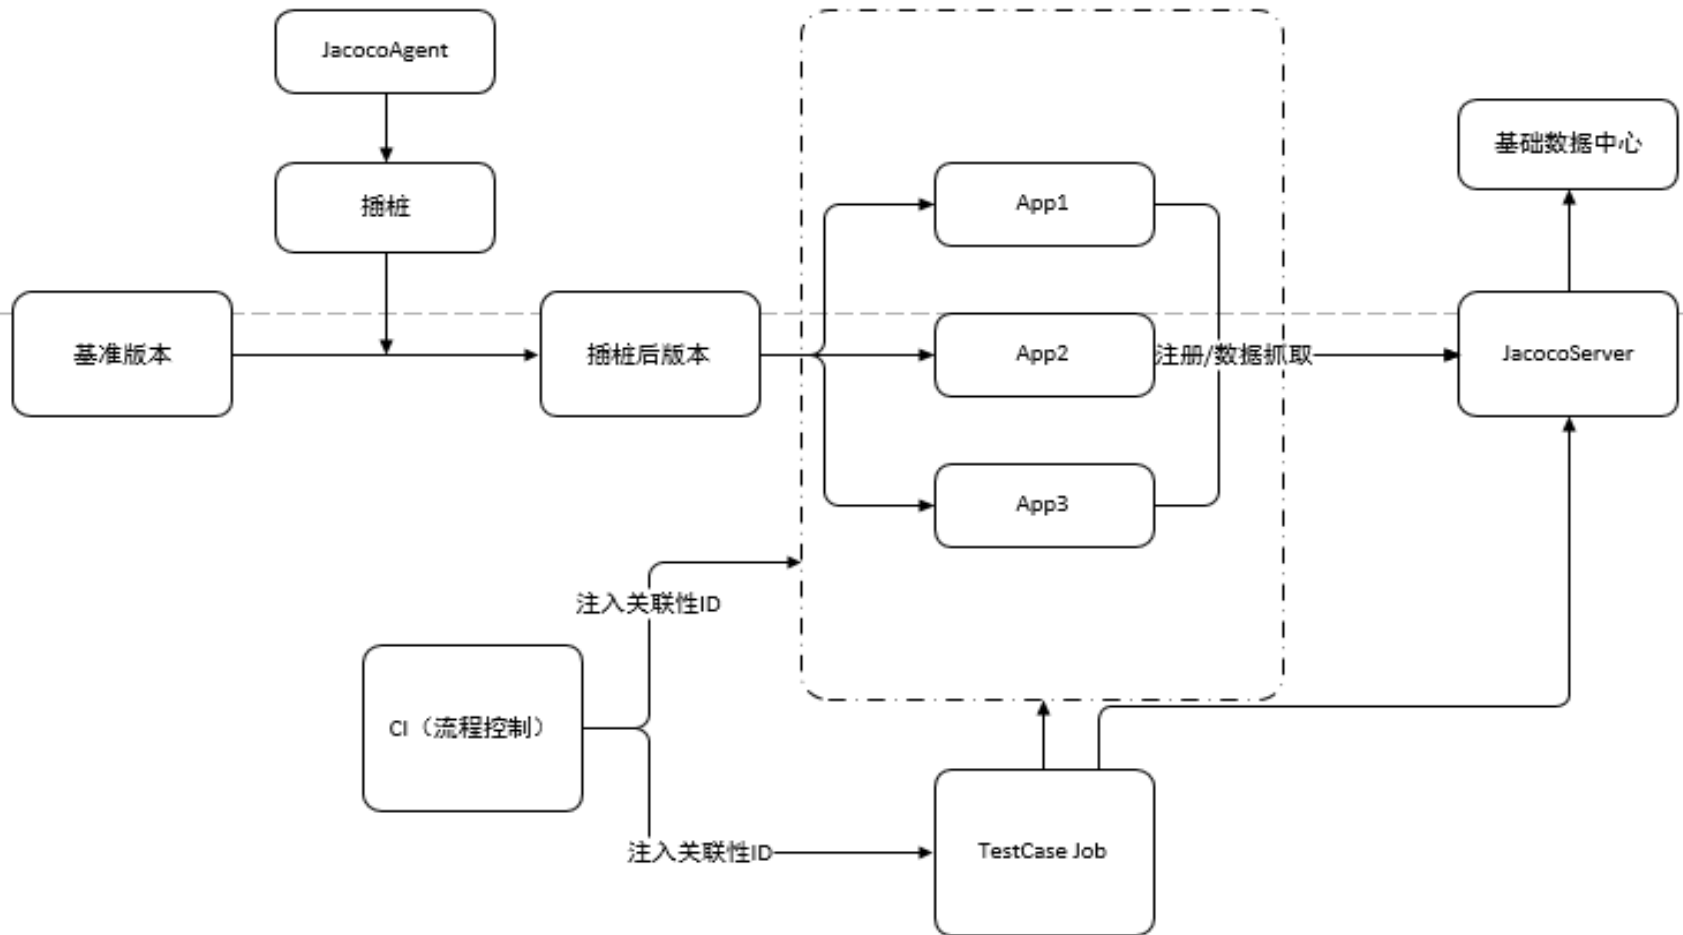 JacocoAgent
基础数据中心
插桩
App1
基准版本
插桩后版本
App2
注册/数据抓取
JacocoServer
App3
注入关联性ID
CI（流程控制）
注入关联性ID
TestCase Job